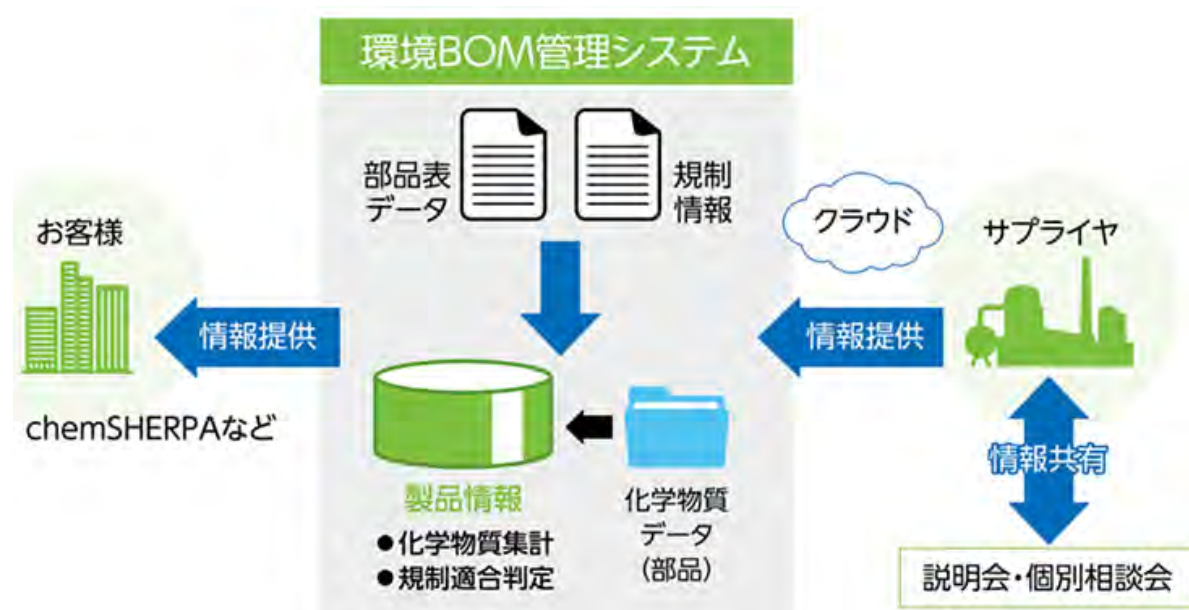 環境BOM管理システム
部品表
データ
規制
情報
クラウド
お客様
サプライヤ
情報提供
情報提供
chemSHERPAなど
製品情報
●化学物質集計
●規制適合判定
化学物質
データ
(部品)
情報共有
説明会・個別相談会